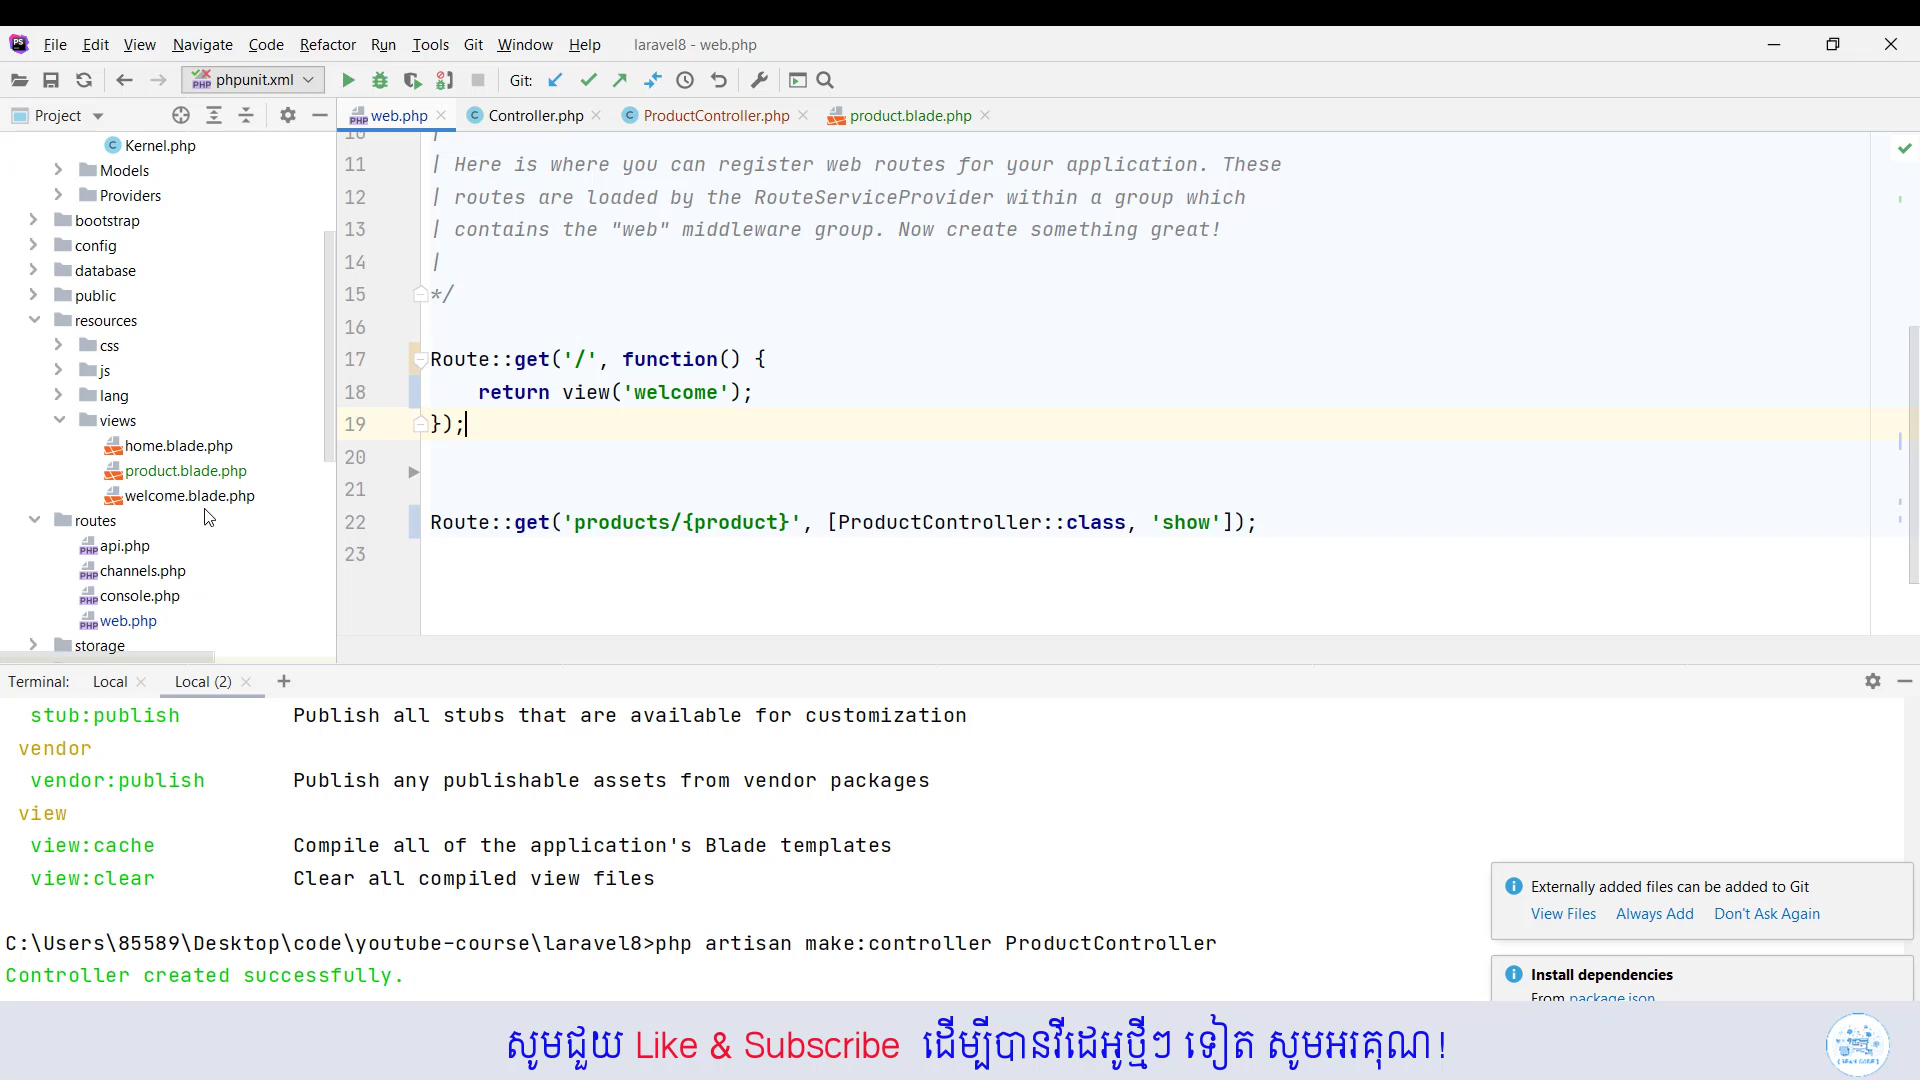 File Edit View Navigate Code Refactor Run Tools Git Window Help laravel8 - web.php
phpunit.xml Git:
Project web.php Controller.php ProductController.php product.blade.php
Kernel.php
Models
Providers
bootstrap
config
database
public
resources
css
js
lang
views
home.blade.php
product.blade.php
welcome.blade.php
routes
api.php
channels.php
console.php
web.php
storage
10 |
11 | Here is where you can register web routes for your application. These
12 | routes are loaded by the RouteServiceProvider within a group which
13 | contains the "web" middleware group. Now create something great!
14 |
15 */
16
17 Route::get('/', function() {
18 return view('welcome');
19 });
20
21
22 Route::get('products/{product}', [ProductController::class, 'show']);
23
Terminal: Local Local (2)
stub:publish Publish all stubs that are available for customization
vendor
vendor:publish Publish any publishable assets from vendor packages
view
view:cache Compile all of the application's Blade templates
view:clear Clear all compiled view files
C:\Users\85589\Desktop\code\youtube-course\laravel8>php artisan make:controller ProductController
Controller created successfully.
Externally added files can be added to Git
View Files Always Add Don't Ask Again
Install dependencies
From package.json
សូមជួយ Like & Subscribe ដើម្បីបានវីដេអូថ្មីៗ ទៀត សូមអរគុណ!